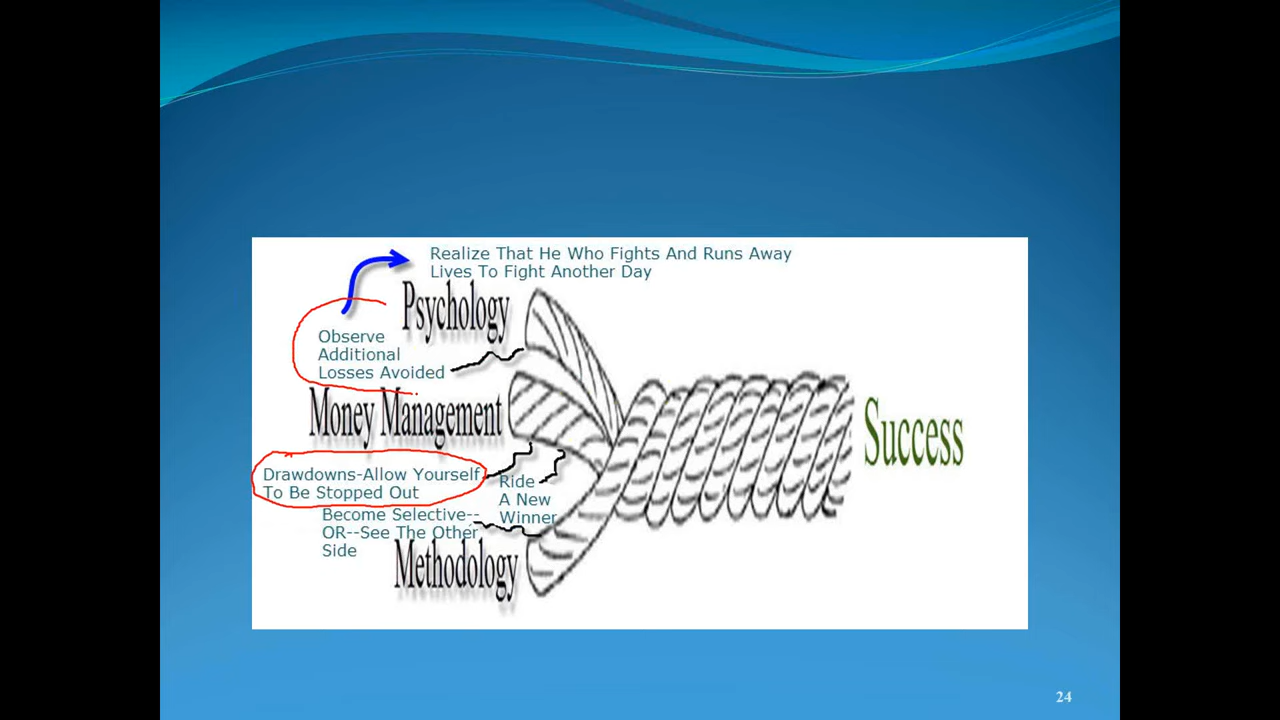 Realize That He Who Fights And Runs Away
Lives To Fight Another Day
Psychology
Observe
Additional
Losses Avoided
Money Management
Success
Drawdowns-Allow Yourself
To Be Stopped Out
Ride
A New
Winner
Become Selective--
OR--See The Other
Side
Methodology
24